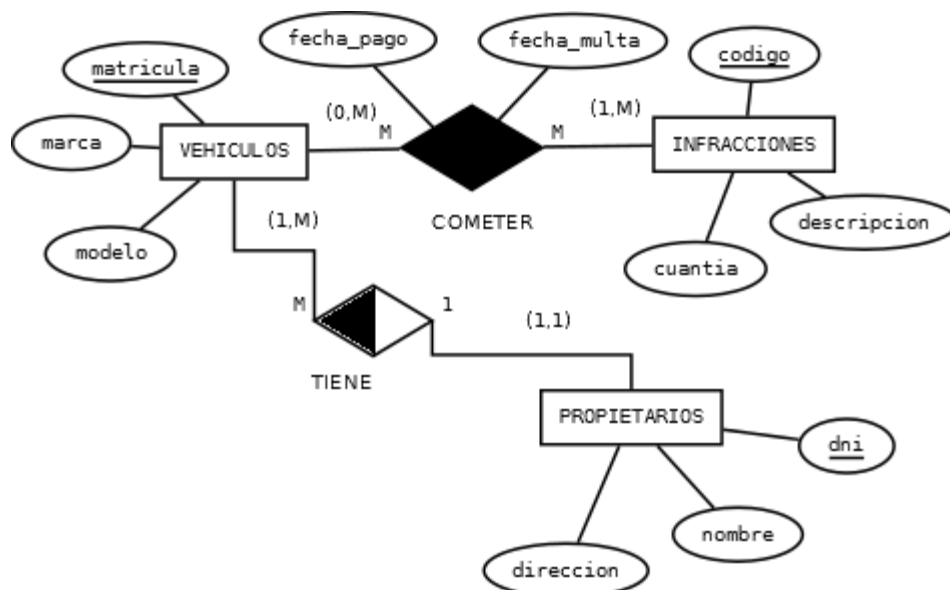 fecha_pago
fecha_multa
matricula
codigo
(0,M)
(1,M)
M
M
marca
VEHICULOS
INFRACCIONES
(1,M)
COMETER
descripcion
modelo
cuantia
M
1
(1,1)
TIENE
PROPIETARIOS
dni
nombre
direccion